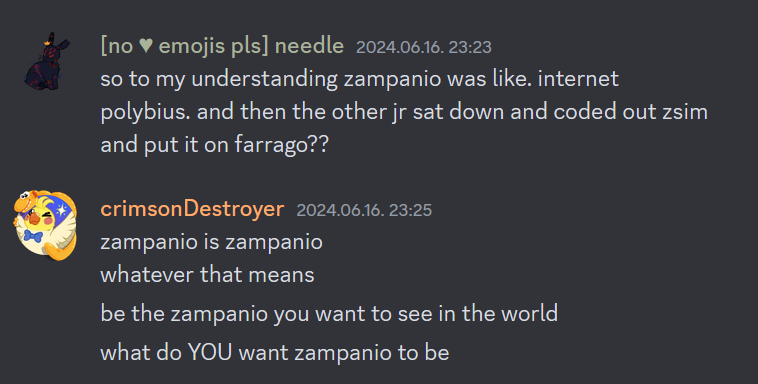 [no ♥ emojis pls] needle 2024.06.16. 23:23
so to my understanding zampanio was like. internet
polybius. and then the other jr sat down and coded out zsim
and put it on farrago??
crimsonDestroyer 2024.06.16. 23:25
zampanio is zampanio
whatever that means
be the zampanio you want to see in the world
what do YOU want zampanio to be